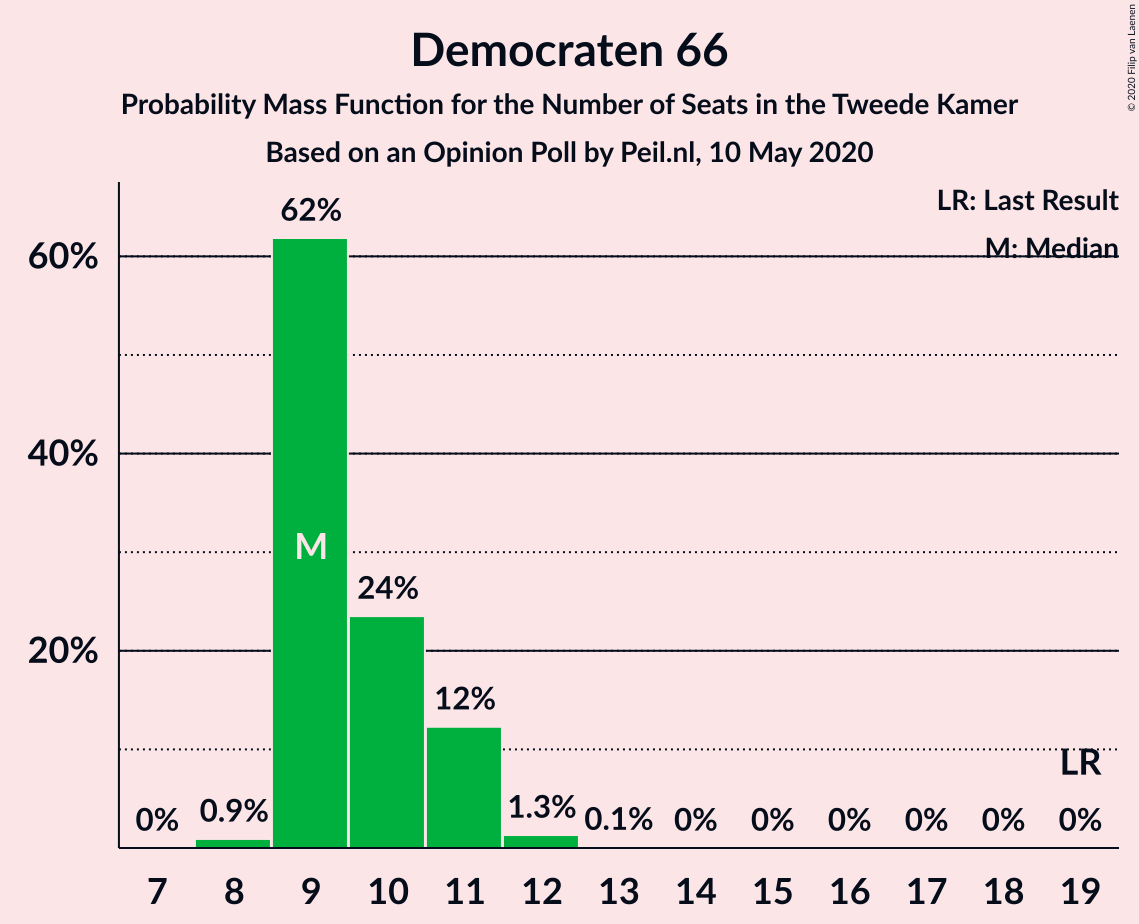 © 2020 Filip van Laenen
Democraten 66
Probability Mass Function for the Number of Seats in the Tweede Kamer
Based on an Opinion Poll by Peil.nl, 10 May 2020
LR: Last Result
M: Median
62%
60%
40%
M
24%
20%
12%
LR
0% 0.9% 1.3% 0.1% 0% 0% 0% 0% 0% 0%
7 8 9 10 11 12 13 14 15 16 17 18 19